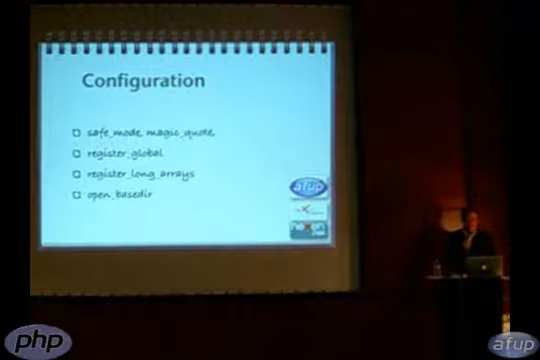 Configuration
safe_mode, magic_quote,
register_global
register_long_arrays
open_basedir
afup
php
afup